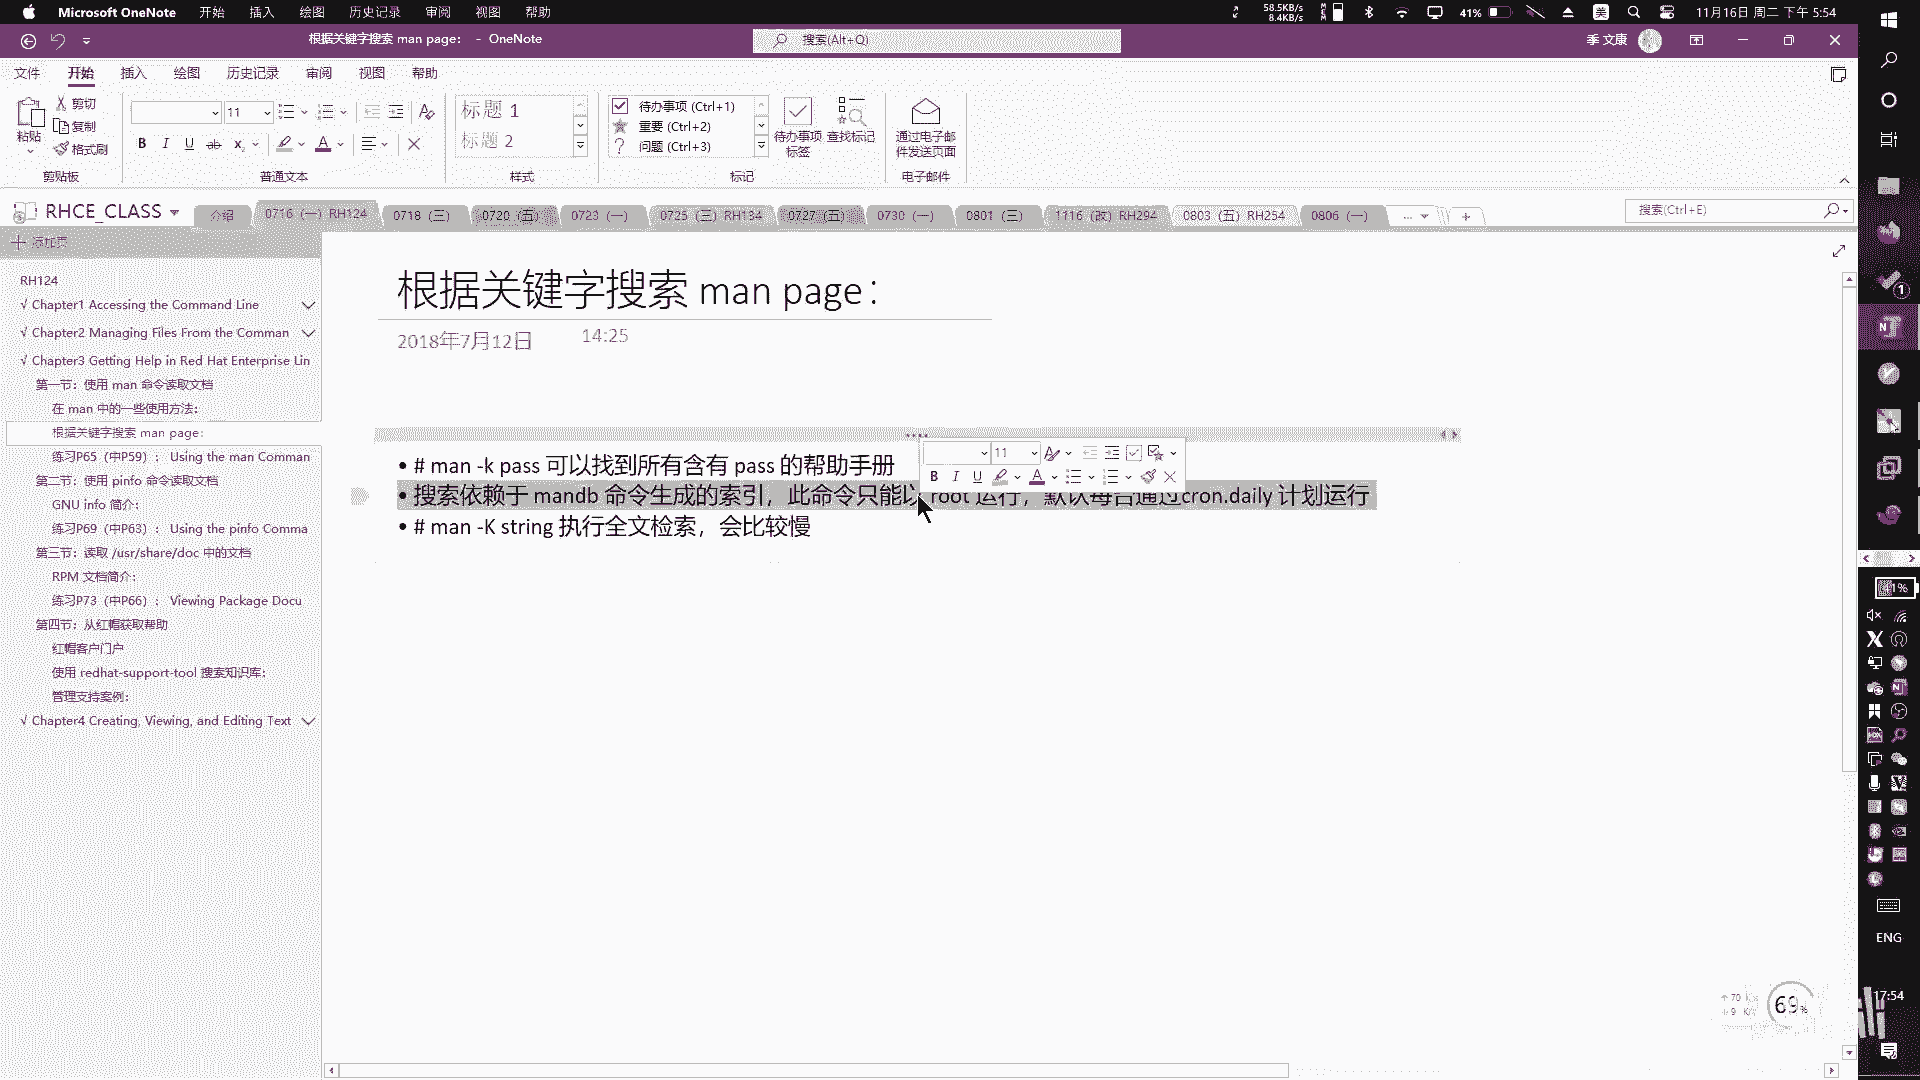 Microsoft OneNote 开始 插入 绘图 历史记录 审阅 视图 帮助
58.5KB/s
8.4KB/s
41%
美
11月16日 周二 下午 5:54
根据关键字搜索 man page： - OneNote
搜索(Alt+Q)
季 文康
文件 开始 插入 绘图 历史记录 审阅 视图 帮助
粘贴
剪切
复制
格式刷
剪贴板
11
B I U ab
普通文本
标题 1
标题 2
样式
待办事项 (Ctrl+1)
重要 (Ctrl+2)
问题 (Ctrl+3)
待办事项标签
查找标记
标记
通过电子邮件发送页面
电子邮件
RHCE_CLASS
介绍
0716（一）RH124
0718（三）
0720（五）
0723（一）
0725（三）RH134
0727（五）
0730（一）
0801（三）
1116（改）RH294
0803（五）RH254
0806（一）
搜索(Ctrl+E)
添加页
RH124
√ Chapter1 Accessing the Command Line
√ Chapter2 Managing Files From the Comman
√ Chapter3 Getting Help in Red Hat Enterprise Lin
第一节：使用 man 命令读取文档
在 man 中的一些使用方法：
根据关键字搜索 man page：
练习P65（中P59）： Using the man Comman
第二节：使用 pinfo 命令读取文档
GNU info 简介：
练习P69（中P63）： Using the pinfo Comma
第三节：读取 /usr/share/doc 中的文档
RPM 文档简介：
练习P73（中P66）： Viewing Package Docu
第四节：从红帽获取帮助
红帽客户门户
使用 redhat-support-tool 搜索知识库：
管理支持案例：
√ Chapter4 Creating, Viewing, and Editing Text
根据关键字搜索 man page：
2018年7月12日 14:25
• # man -k pass 可以找到所有含有 pass 的帮助手册
11
B I U
• 搜索依赖于 mandb 命令生成的索引，此命令只能以 root 运行，默认每日通过cron.daily 计划运行
• # man -K string 执行全文检索，会比较慢
1
ENG
17:54
69%